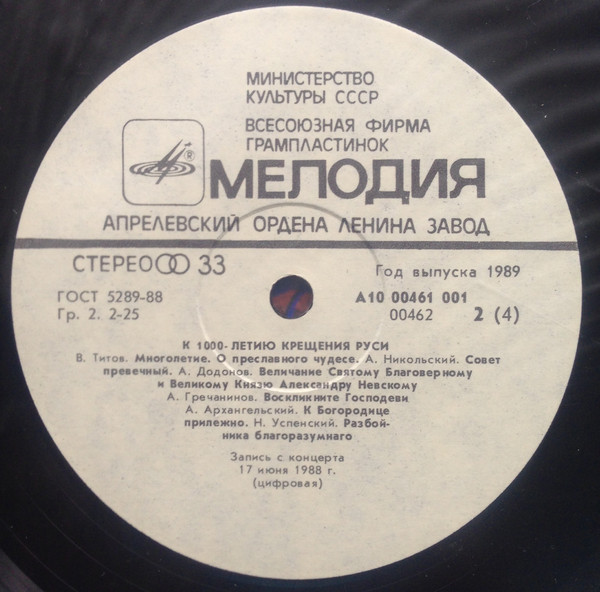 МИНИСТЕРСТВО
КУЛЬТУРЫ СССР
ВСЕСОЮЗНАЯ ФИРМА
ГРАМПЛАСТИНОК
®
МЕЛОДИЯ
АПРЕЛЕВСКИЙ ОРДЕНА ЛЕНИНА ЗАВОД
СТЕРЕО 33
Год выпуска 1989
ГОСТ 5289-88
А10 00461 001
Гр. 2. 2-25
00462 2 (4)
К 1000-ЛЕТИЮ КРЕЩЕНИЯ РУСИ
В. Титов. Многолетие. О преславного чудесе. А. Никольский. Совет
превечный. А. Додонов. Величание Святому Благоверному
и Великому Князю Александру Невскому
А. Гречанинов. Воскликните Господеви
А. Архангельский. К Богородице
прилежно. Н. Успенский. Разбой-
ника благоразумнаго
Запись с концерта
17 июня 1988 г.
(цифровая)